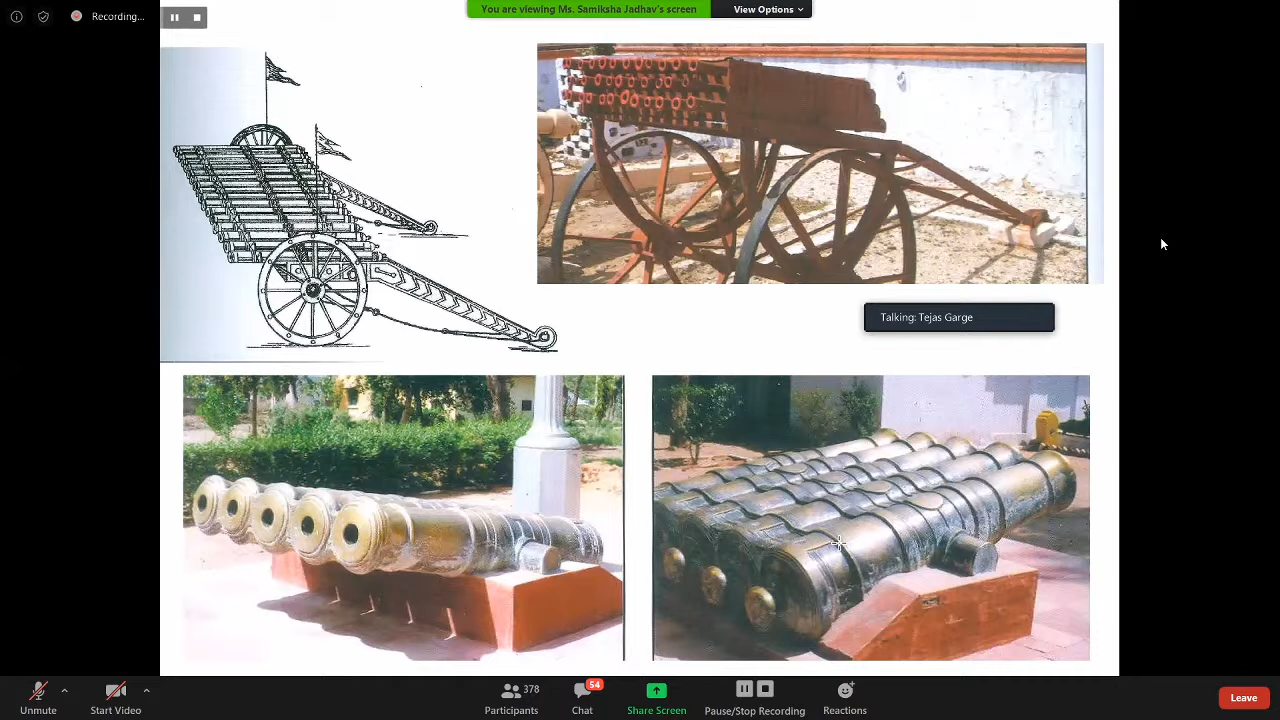 Recording...
You are viewing Ms. Samiksha Jadhav's screen
View Options
Talking: Tejas Garge
Unmute
Start Video
Participants
378
Chat
54
Share Screen
Pause/Stop Recording
Reactions
Leave